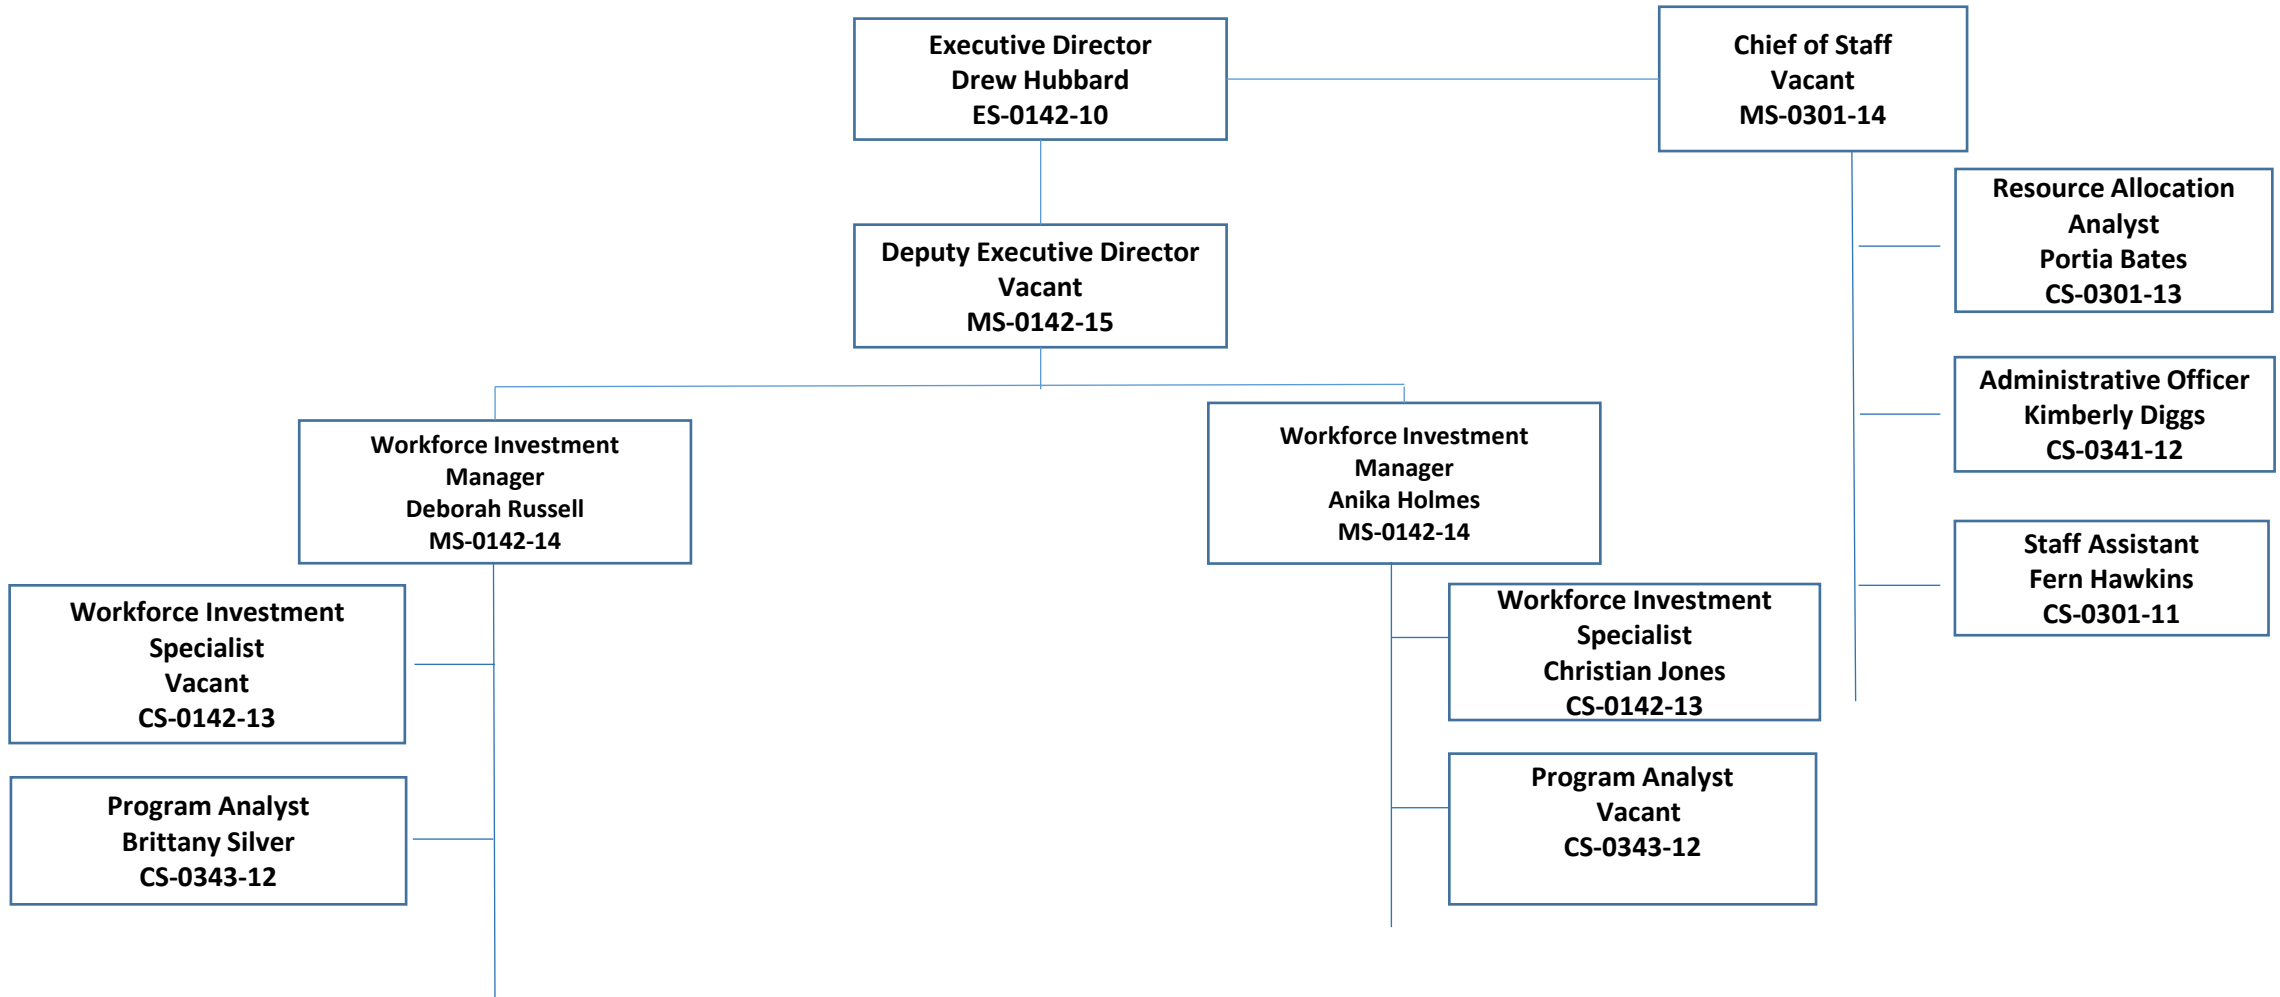 Executive Director
Drew Hubbard
ES-0142-10
Chief of Staff
Vacant
MS-0301-14
Resource Allocation
Analyst
Portia Bates
CS-0301-13
Deputy Executive Director
Vacant
MS-0142-15
Administrative Officer
Kimberly Diggs
CS-0341-12
Workforce Investment
Manager
Deborah Russell
MS-0142-14
Workforce Investment
Manager
Anika Holmes
MS-0142-14
Staff Assistant
Fern Hawkins
CS-0301-11
Workforce Investment
Specialist
Vacant
CS-0142-13
Workforce Investment
Specialist
Christian Jones
CS-0142-13
Program Analyst
Brittany Silver
CS-0343-12
Program Analyst
Vacant
CS-0343-12